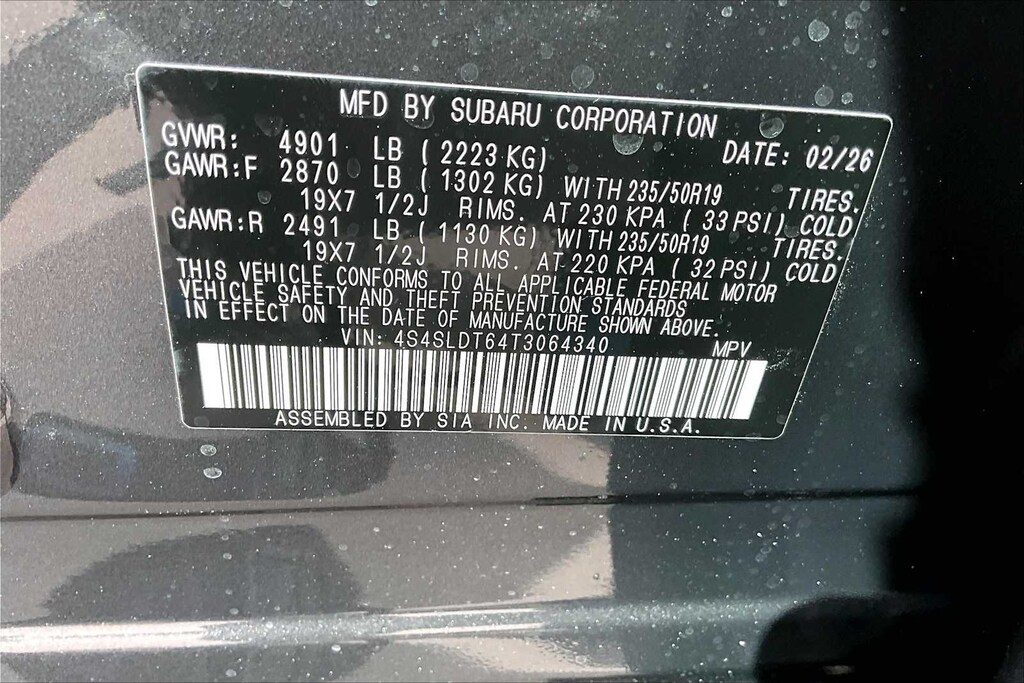 MFD BY SUBARU CORPORATION
GVWR: 4901 LB ( 2223 KG) DATE: 02/26
GAWR:F 2870 LB ( 1302 KG) WITH 235/50R19 TIRES.
19X7 1/2J RIMS. AT 230 KPA ( 33 PSI) COLD
GAWR:R 2491 LB ( 1130 KG) WITH 235/50R19 TIRES.
19X7 1/2J RIMS. AT 220 KPA ( 32 PSI) COLD
THIS VEHICLE CONFORMS TO ALL APPLICABLE FEDERAL MOTOR
VEHICLE SAFETY AND THEFT PREVENTION STANDARDS
IN EFFECT ON THE DATE OF MANUFACTURE SHOWN ABOVE.
VIN: 4S4SLDT64T3064340 MPV
ASSEMBLED BY SIA INC. MADE IN U.S.A.